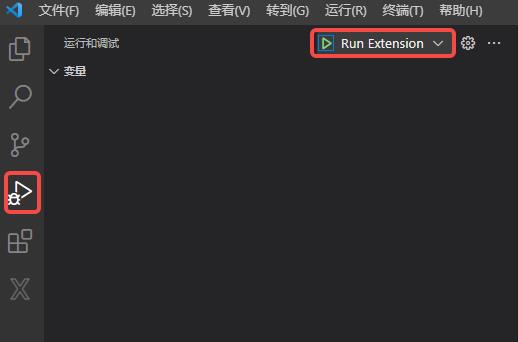 文件(F) 编辑(E) 选择(S) 查看(V) 转到(G) 运行(R) 终端(T) 帮助(H)
运行和调试 Run Extension
变量